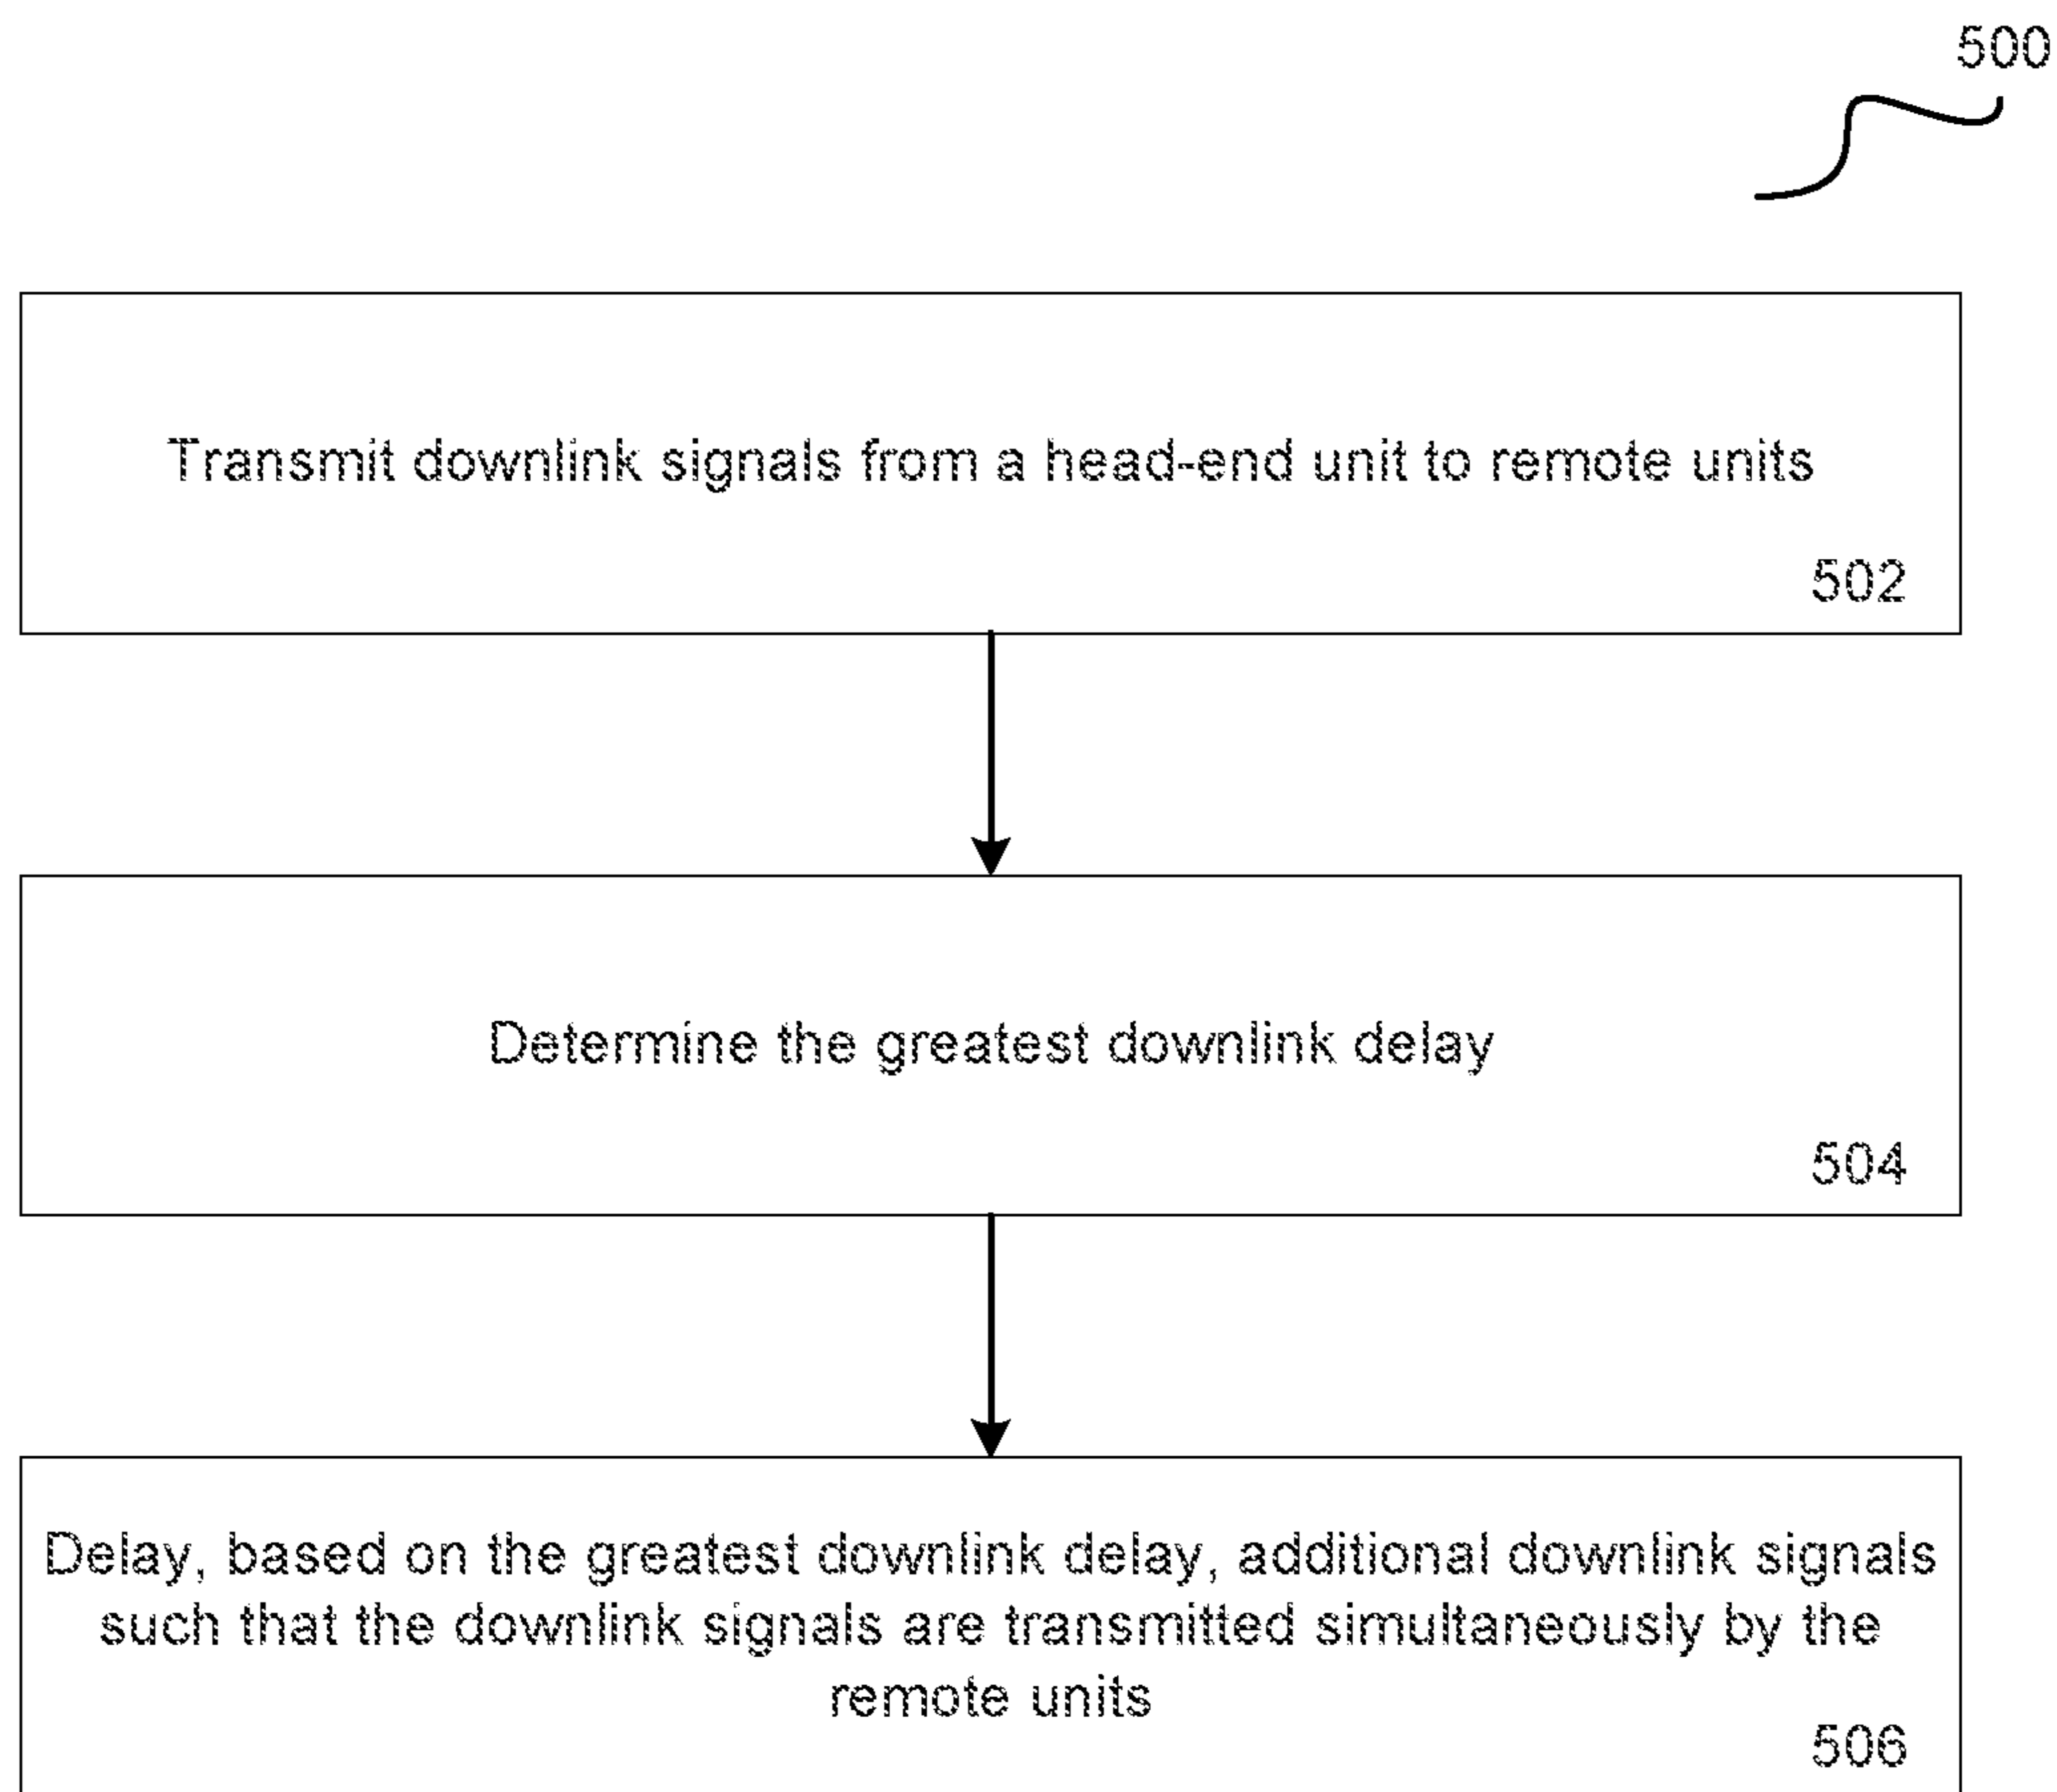 500
Transmit downlink signals from a head-end unit to remote units
502
Determine the greatest downlink delay
504
Delay, based on the greatest downlink delay, additional downlink signals
such that the downlink signals are transmitted simultaneously by the
remote units
506